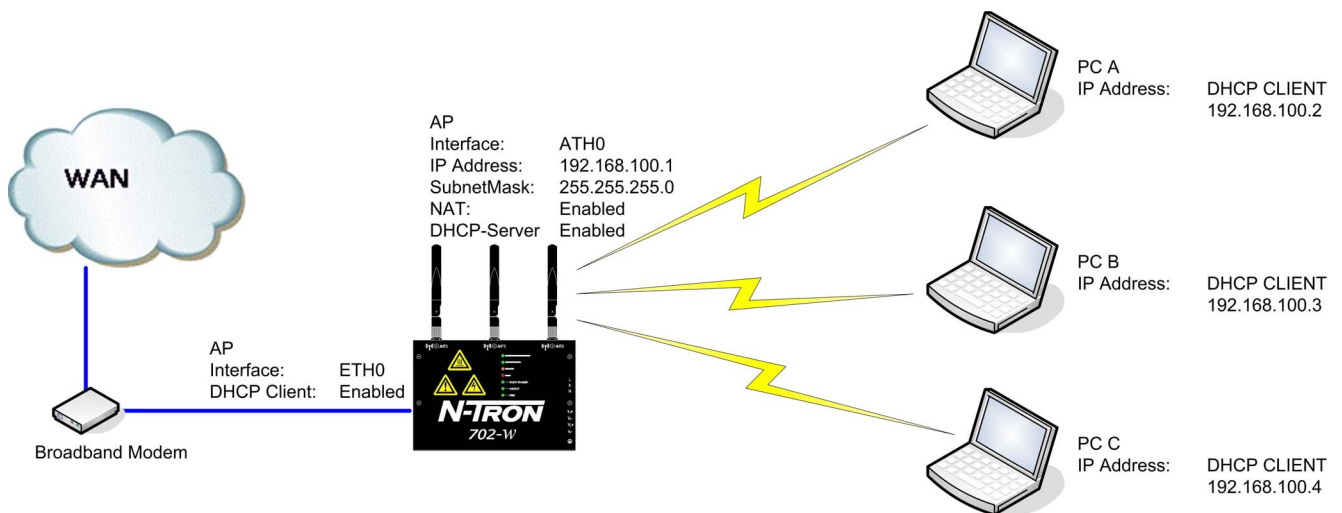 WAN
Broadband Modem
AP
Interface: ETH0
DHCP Client: Enabled
AP
Interface: ATH0
IP Address: 192.168.100.1
SubnetMask: 255.255.255.0
NAT: Enabled
DHCP-Server Enabled
N-TRON
702-W
PC A
IP Address: DHCP CLIENT
192.168.100.2
PC B
IP Address: DHCP CLIENT
192.168.100.3
PC C
IP Address: DHCP CLIENT
192.168.100.4